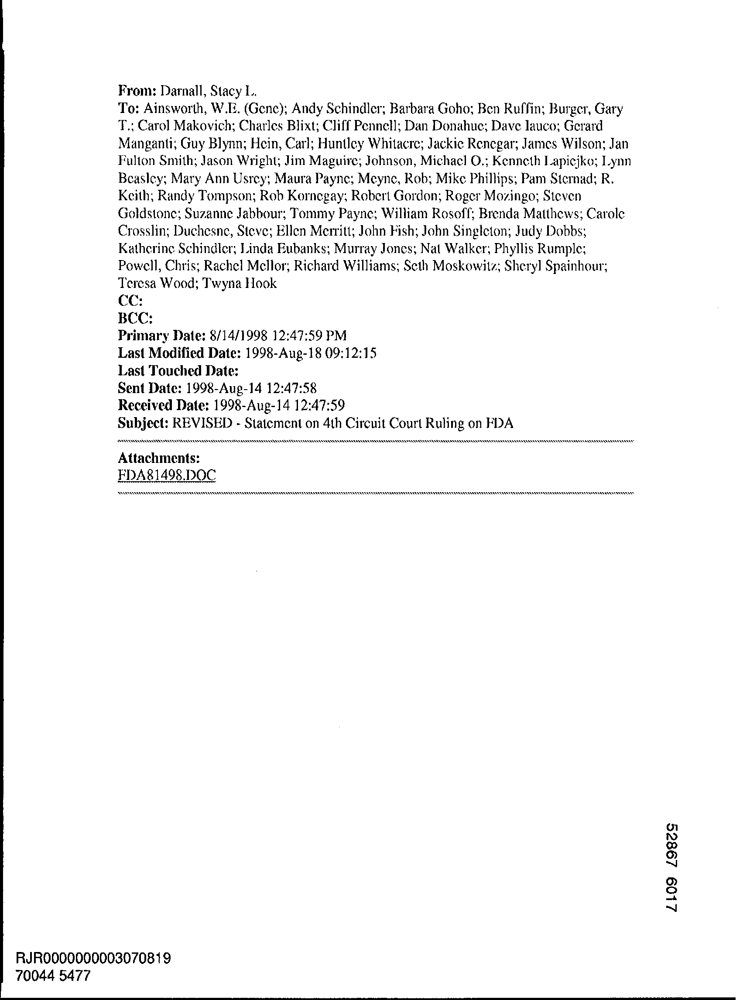 From: Darnall, Stacy L.
To: Ainsworth, W.E. (Gene); Andy Schindler; Barbara Goho; Ben Ruffin; Burger, Gary
T.; Carol Makovich; Charles Blixt; Cliff Pennell; Dan Donahue; Dave Iauco; Gerard
Manganti; Guy Blynn; Hein, Carl; Huntley Whitacre; Jackie Renegar; James Wilson; Jan
Fulton Smith; Jason Wright; Jim Maguire; Johnson, Michael O.; Kenneth Lapiejko; Lynn
Beasley; Mary Ann Usrey; Maura Payne; Meyne, Rob; Mike Phillips; Pam Sternad; R.
Keith; Randy Tompson; Rob Kornegay; Robert Gordon; Roger Mozingo; Steven
Goldstone; Suzanne Jabbour; Tommy Payne; William Rosoff; Brenda Matthews; Carole
Crosslin; Duchesne, Steve; Ellen Merritt; John Fish; John Singleton; Judy Dobbs;
Katherine Schindler; Linda Eubanks; Murray Jones; Nat Walker; Phyllis Rumple;
Powell, Chris; Rachel Mellor; Richard Williams; Seth Moskowitz; Sheryl Spainhour;
Teresa Wood; Twyna Hook
CC:
BCC:
Primary Date: 8/14/1998 12:47:59 PM
Last Modified Date: 1998-Aug-18 09:12:15
Last Touched Date:
Sent Date: 1998-Aug-14 12:47:58
Received Date: 1998-Aug-14 12:47:59
Subject: REVISED - Statement on 4th Circuit Court Ruling on FDA
Attachments:
FDA81498.DOC
52867 6017
RJR0000000003070819
70044 5477